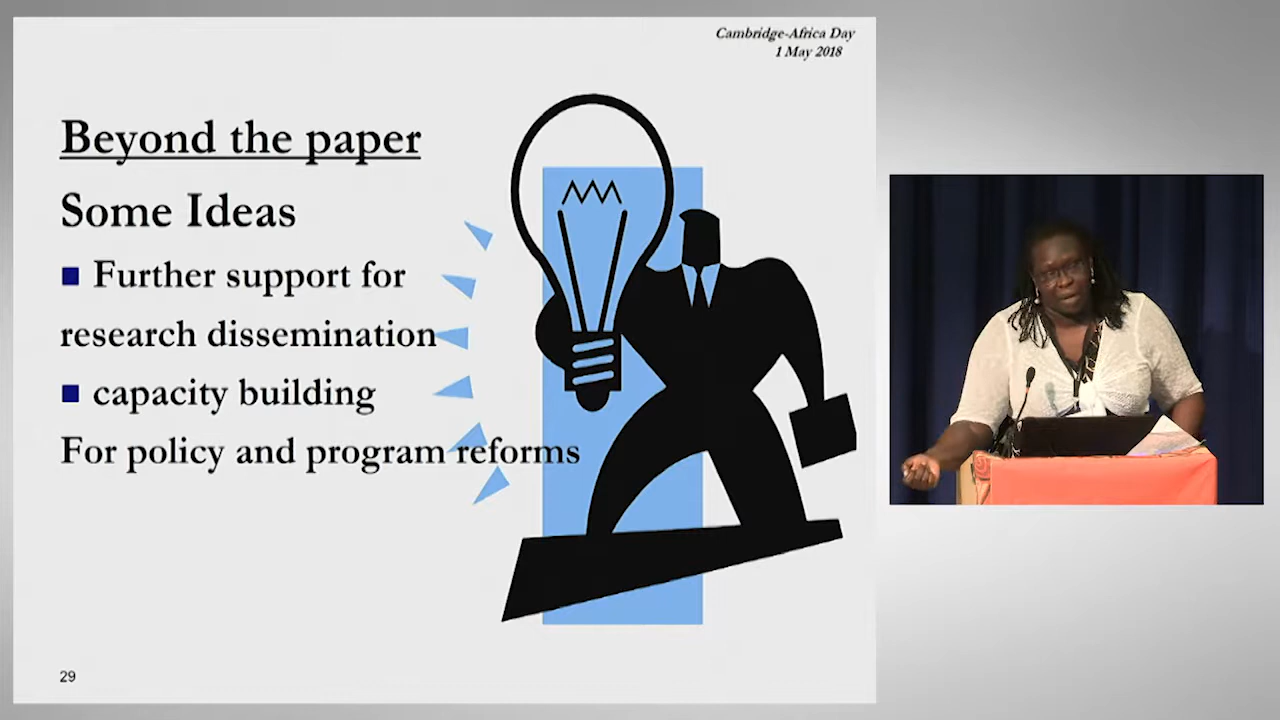 Cambridge-Africa Day
1 May 2018
Beyond the paper
Some Ideas
Further support for
research dissemination
capacity building
For policy and program reforms
29